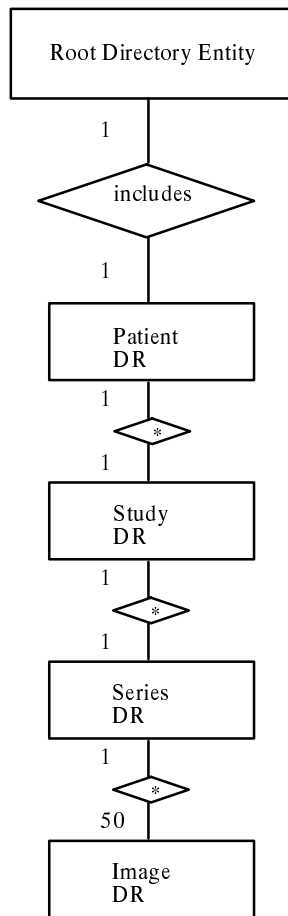 Root Directory Entity
1
includes
1
Patient
DR
1
*
1
Study
DR
1
*
1
Series
DR
1
*
50
Image
DR